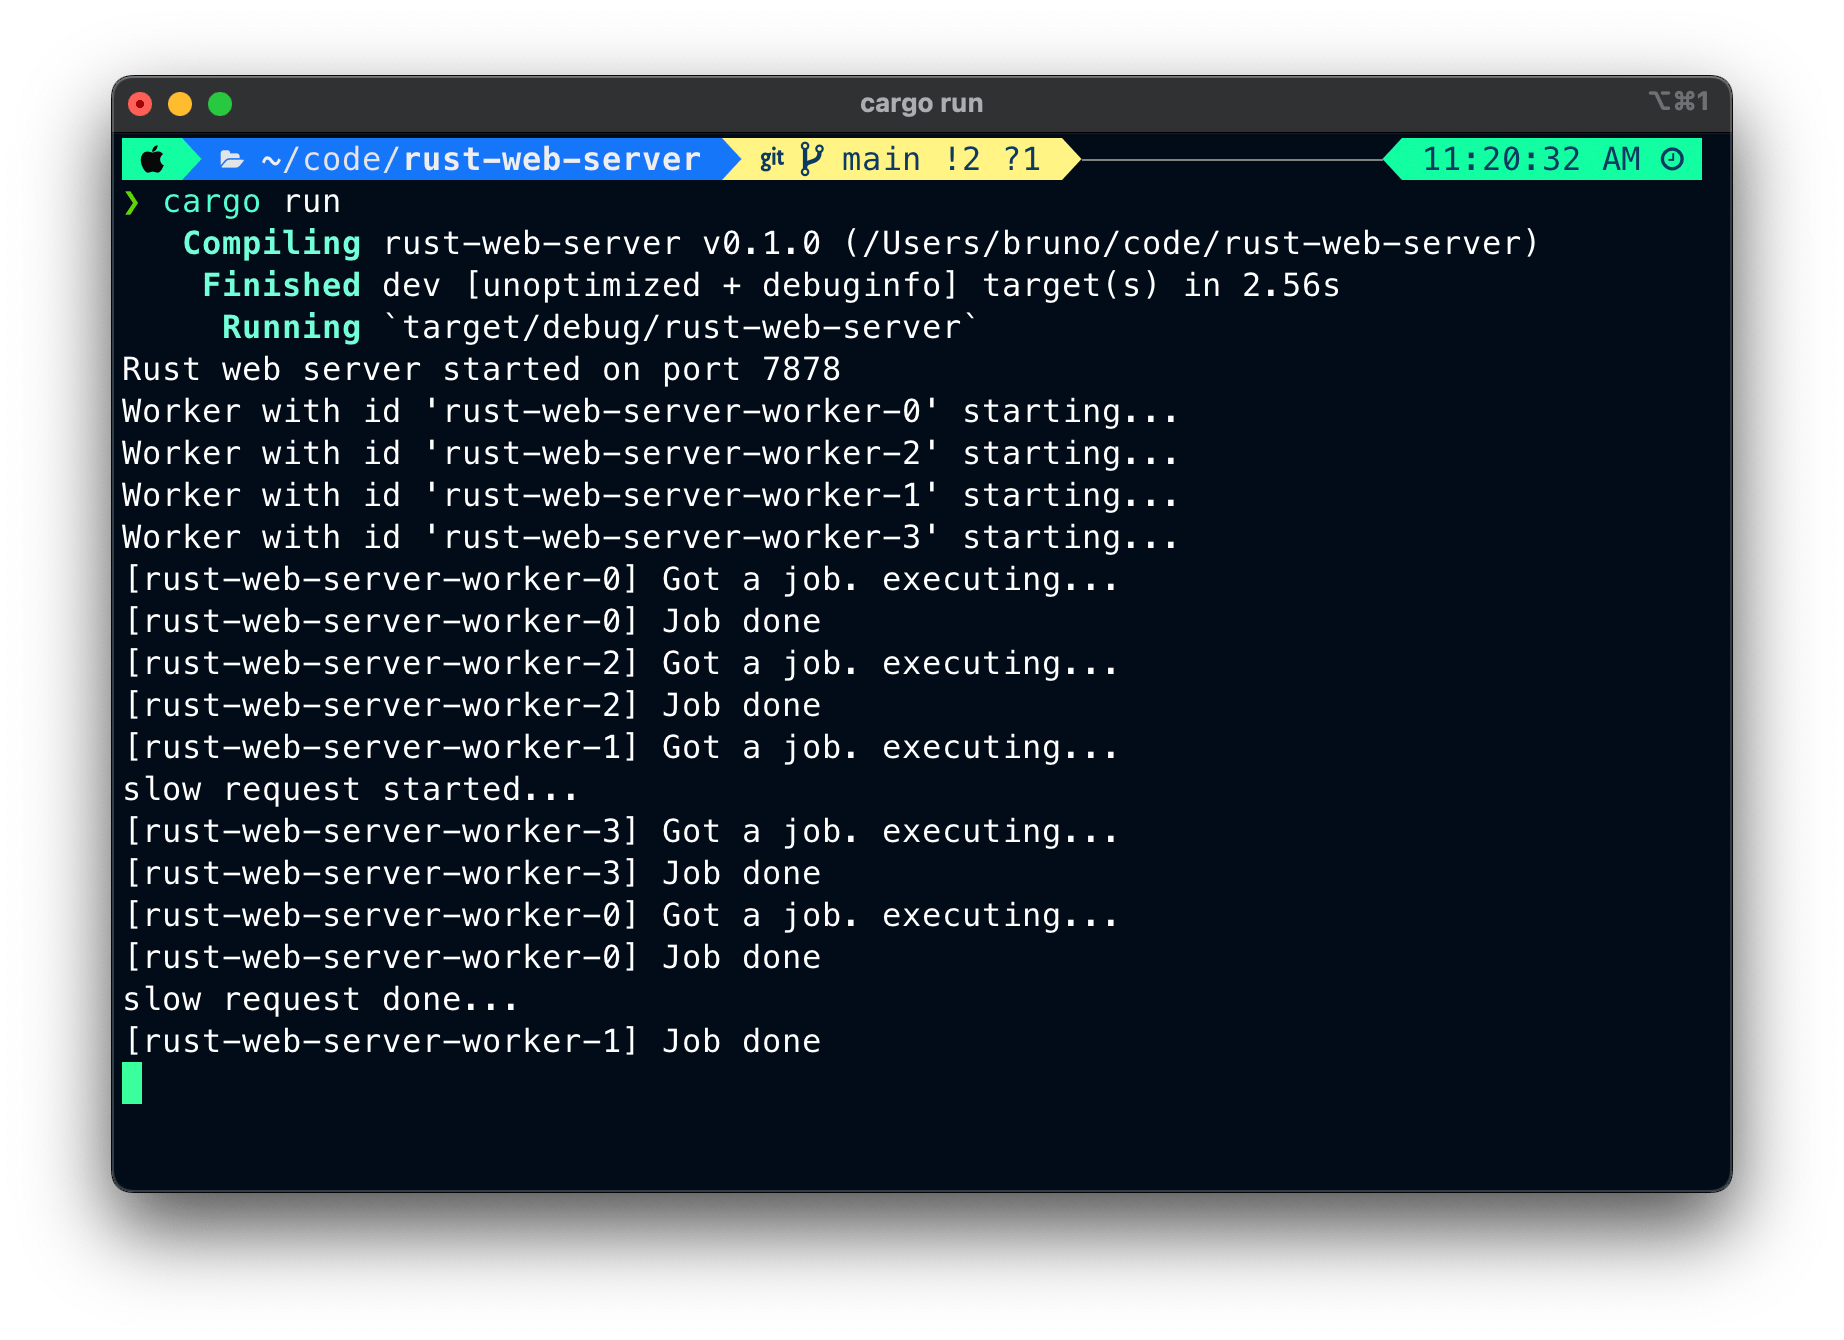 cargo run
⌥⌘1
~/code/rust-web-server git main !2 ?1 11:20:32 AM
❯ cargo run
Compiling rust-web-server v0.1.0 (/Users/bruno/code/rust-web-server)
Finished dev [unoptimized + debuginfo] target(s) in 2.56s
Running `target/debug/rust-web-server`
Rust web server started on port 7878
Worker with id 'rust-web-server-worker-0' starting...
Worker with id 'rust-web-server-worker-2' starting...
Worker with id 'rust-web-server-worker-1' starting...
Worker with id 'rust-web-server-worker-3' starting...
[rust-web-server-worker-0] Got a job. executing...
[rust-web-server-worker-0] Job done
[rust-web-server-worker-2] Got a job. executing...
[rust-web-server-worker-2] Job done
[rust-web-server-worker-1] Got a job. executing...
slow request started...
[rust-web-server-worker-3] Got a job. executing...
[rust-web-server-worker-3] Job done
[rust-web-server-worker-0] Got a job. executing...
[rust-web-server-worker-0] Job done
slow request done...
[rust-web-server-worker-1] Job done